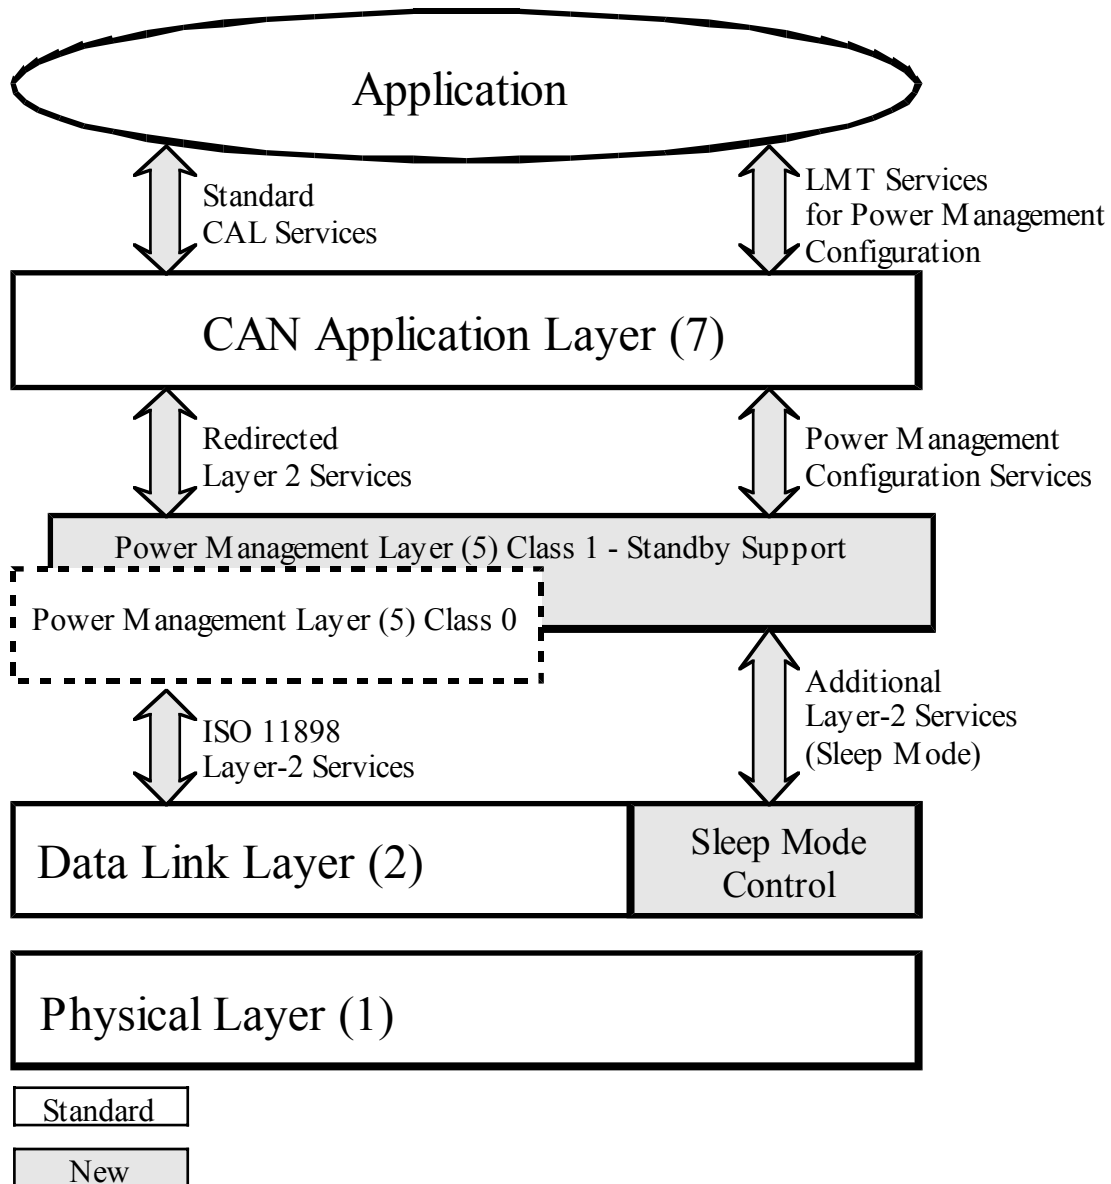 Application
Standard
CAL Services
LMT Services
for Power Management
Configuration
CAN Application Layer (7)
Redirected
Layer 2 Services
Power Management
Configuration Services
Power Management Layer (5) Class 1 - Standby Support
Power Management Layer (5) Class 0
ISO 11898
Layer-2 Services
Additional
Layer-2 Services
(Sleep Mode)
Data Link Layer (2)
Sleep Mode
Control
Physical Layer (1)
Standard
New